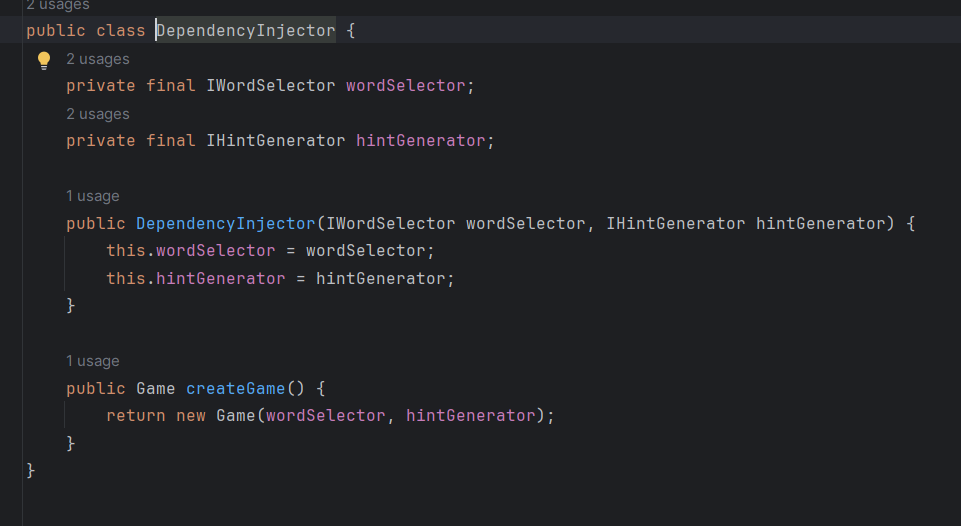 2 usages
public class DependencyInjector {
2 usages
private final IWordSelector wordSelector;
2 usages
private final IHintGenerator hintGenerator;
1 usage
public DependencyInjector(IWordSelector wordSelector, IHintGenerator hintGenerator) {
this.wordSelector = wordSelector;
this.hintGenerator = hintGenerator;
}
1 usage
public Game createGame() {
return new Game(wordSelector, hintGenerator);
}
}